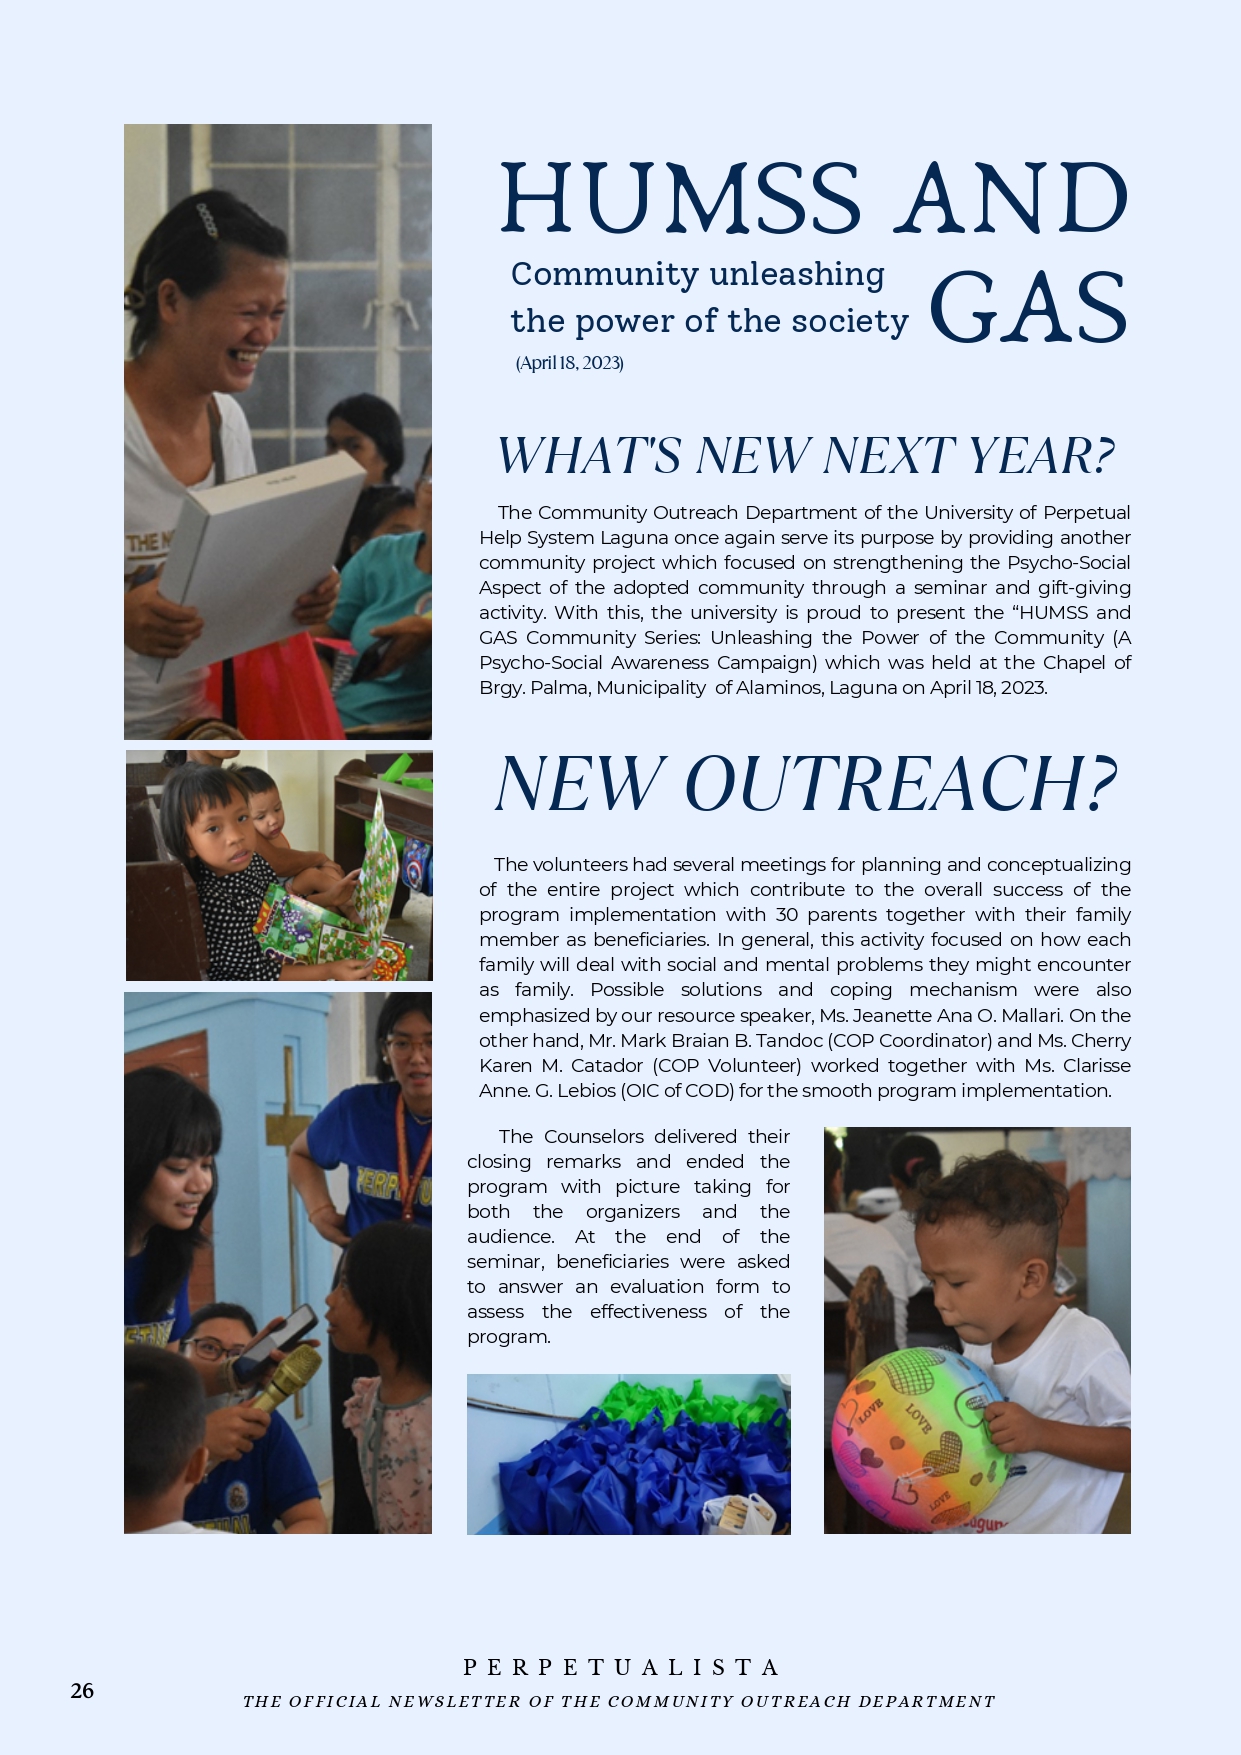 HUMSS AND
GAS
Community unleashing
the power of the society
(April 18, 2023)
WHAT'S NEW NEXT YEAR?
The Community Outreach Department of the University of Perpetual
Help System Laguna once again serve its purpose by providing another
community project which focused on strengthening the Psycho-Social
Aspect of the adopted community through a seminar and gift-giving
activity. With this, the university is proud to present the “HUMSS and
GAS Community Series: Unleashing the Power of the Community (A
Psycho-Social Awareness Campaign) which was held at the Chapel of
Brgy. Palma, Municipality of Alaminos, Laguna on April 18, 2023.
NEW OUTREACH?
The volunteers had several meetings for planning and conceptualizing
of the entire project which contribute to the overall success of the
program implementation with 30 parents together with their family
member as beneficiaries. In general, this activity focused on how each
family will deal with social and mental problems they might encounter
as family. Possible solutions and coping mechanism were also
emphasized by our resource speaker, Ms. Jeanette Ana O. Mallari. On the
other hand, Mr. Mark Braian B. Tandoc (COP Coordinator) and Ms. Cherry
Karen M. Catador (COP Volunteer) worked together with Ms. Clarisse
Anne. G. Lebios (OIC of COD) for the smooth program implementation.
The Counselors delivered their
closing remarks and ended the
program with picture taking for
both the organizers and the
audience. At the end of the
seminar, beneficiaries were asked
to answer an evaluation form to
assess the effectiveness of the
program.
THE N
PERPETU
LOVE
LOVE
LOVE
PERPETUALISTA
26
THE OFFICIAL NEWSLETTER OF THE COMMUNITY OUTREACH DEPARTMENT